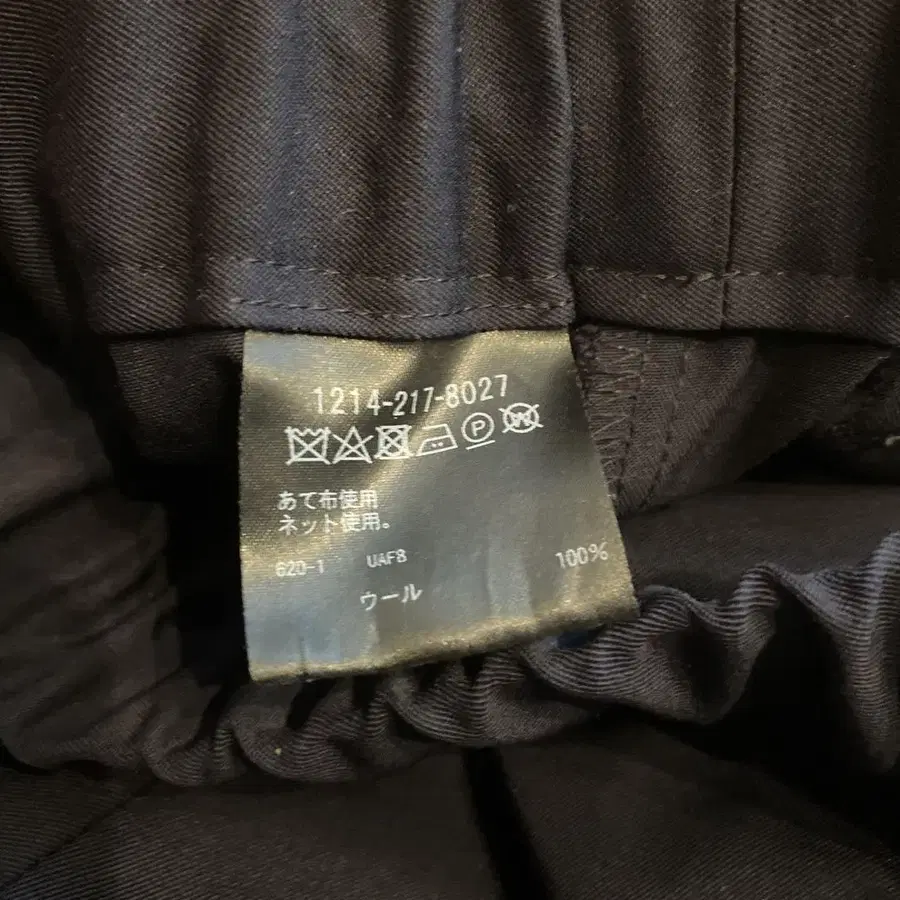 1214-217-8027
P W
あて布使用
ネット使用。
620-1 UAF8 100%
ウール